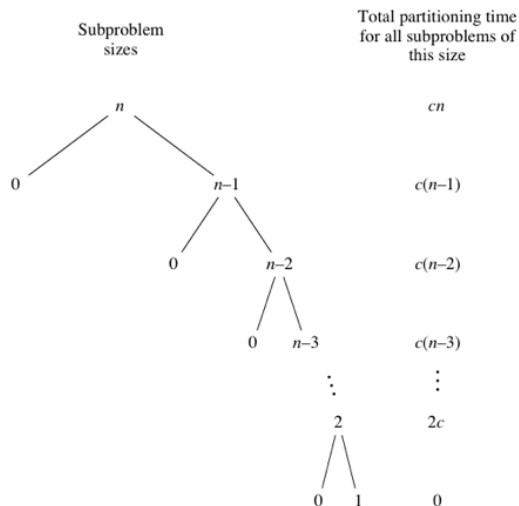 Subproblem
sizes
Total partitioning time
for all subproblems of
this size
n
cn
0
n–1
c(n–1)
0
n–2
c(n–2)
0
n–3
c(n–3)
⋱
⋮
2
2c
0
1
0